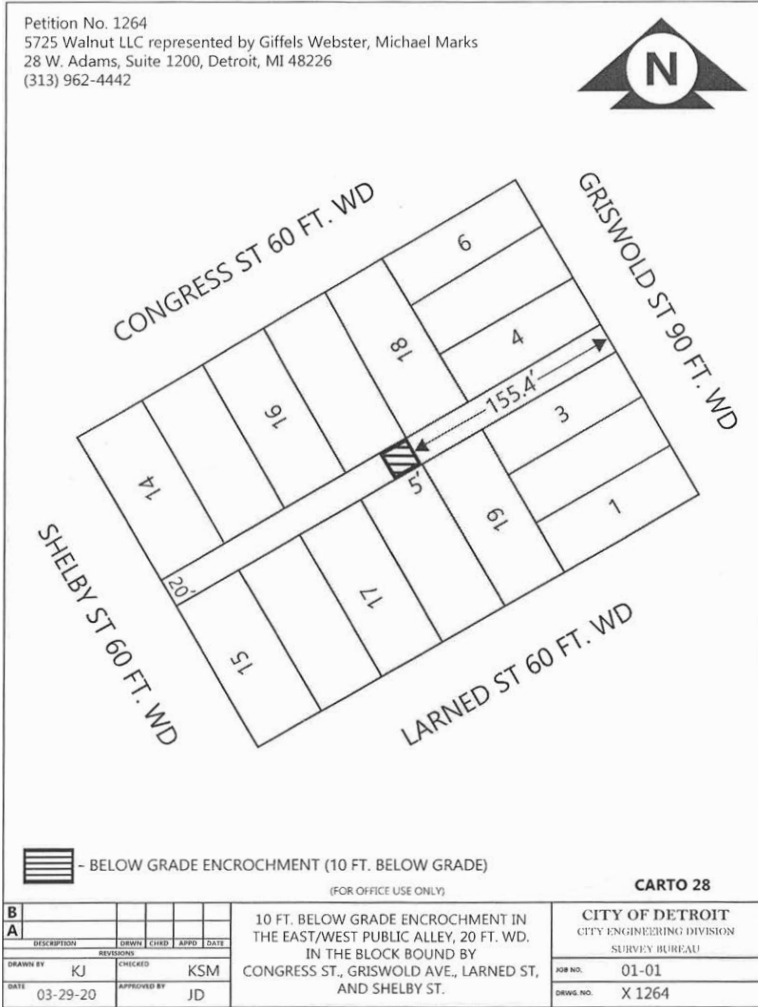 Petition No. 1264
5725 Walnut LLC represented by Giffels Webster, Michael Marks
28 W. Adams, Suite 1200, Detroit, MI 48226
(313) 962-4442
N
CONGRESS ST 60 FT. WD
GRISWOLD ST 90 FT. WD
6
4
18
16
14
155.4'
3
5'
19
1
17
20'
15
SHELBY ST 60 FT. WD
LARNED ST 60 FT. WD
- BELOW GRADE ENCROCHMENT (10 FT. BELOW GRADE)
(FOR OFFICE USE ONLY)
CARTO 28
B
A
DESCRIPTION DRWN CHKD APPD DATE
REVISIONS
DRAWN BY KJ CHECKED KSM
DATE 03-29-20 APPROVED BY JD
10 FT. BELOW GRADE ENCROCHMENT IN
THE EAST/WEST PUBLIC ALLEY, 20 FT. WD.
IN THE BLOCK BOUND BY
CONGRESS ST., GRISWOLD AVE., LARNED ST,
AND SHELBY ST.
CITY OF DETROIT
CITY ENGINEERING DIVISION
SURVEY BUREAU
JOB NO. 01-01
DRWG. NO. X 1264